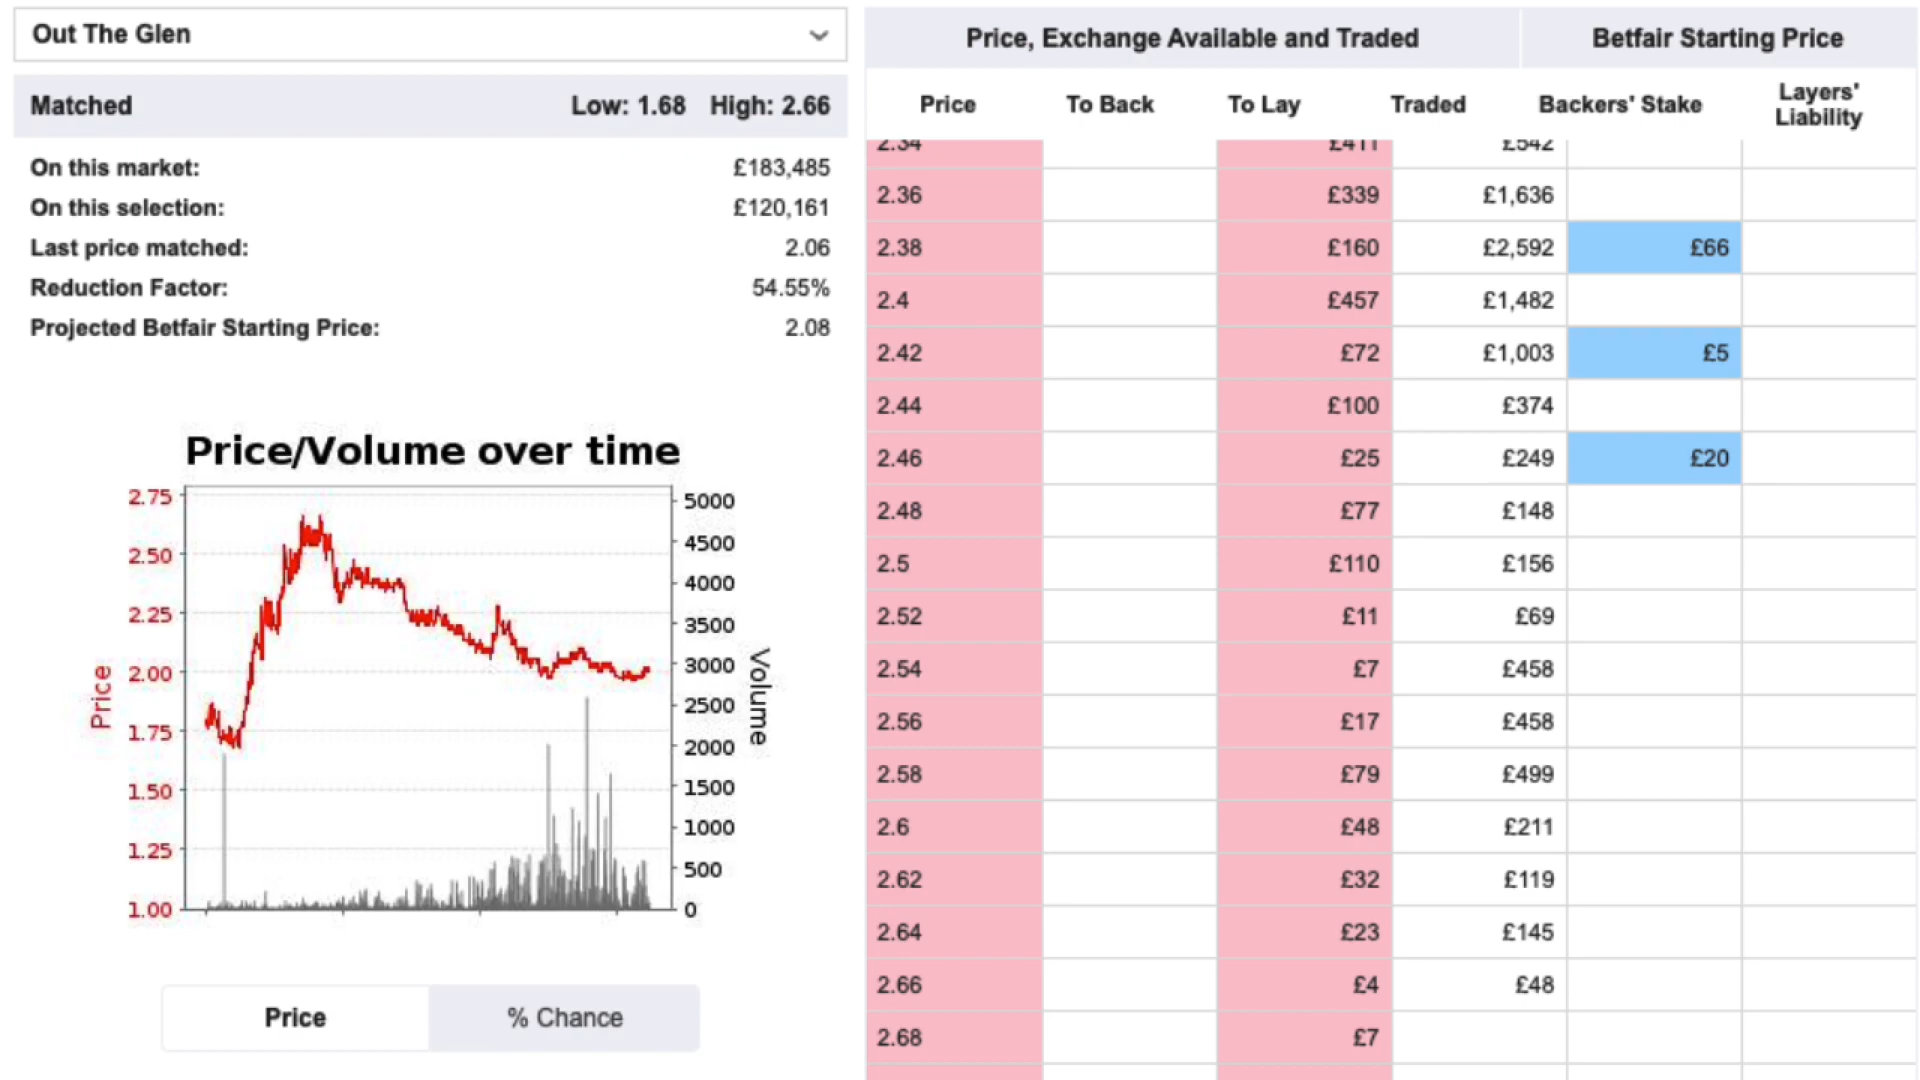 Out The Glen
Matched Low: 1.68 High: 2.66
On this market: £183,485
On this selection: £120,161
Last price matched: 2.06
Reduction Factor: 54.55%
Projected Betfair Starting Price: 2.08
Price/Volume over time
2.75
2.50
2.25
2.00
1.75
1.50
1.25
1.00
Price
5000
4500
4000
3500
3000
2500
2000
1500
1000
500
0
Volume
Price % Chance
Price, Exchange Available and Traded Betfair Starting Price
Price To Back To Lay Traded Backers' Stake Layers' Liability
2.34 £411 £542
2.36 £339 £1,636
2.38 £160 £2,592 £66
2.4 £457 £1,482
2.42 £72 £1,003 £5
2.44 £100 £374
2.46 £25 £249 £20
2.48 £77 £148
2.5 £110 £156
2.52 £11 £69
2.54 £7 £458
2.56 £17 £458
2.58 £79 £499
2.6 £48 £211
2.62 £32 £119
2.64 £23 £145
2.66 £4 £48
2.68 £7